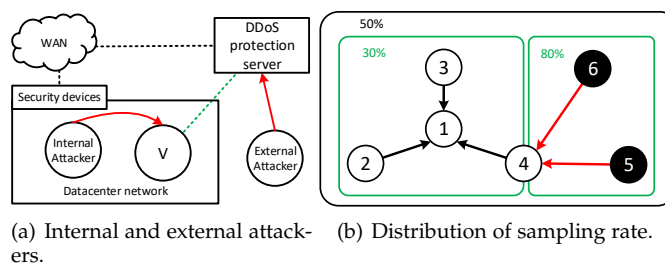 WAN
DDoS
protection
server
Security devices
Internal
Attacker
V
External
Attacker
Datacenter network
(a) Internal and external attack-
ers.
50%
30%
80%
3
6
1
2
4
5
(b) Distribution of sampling rate.